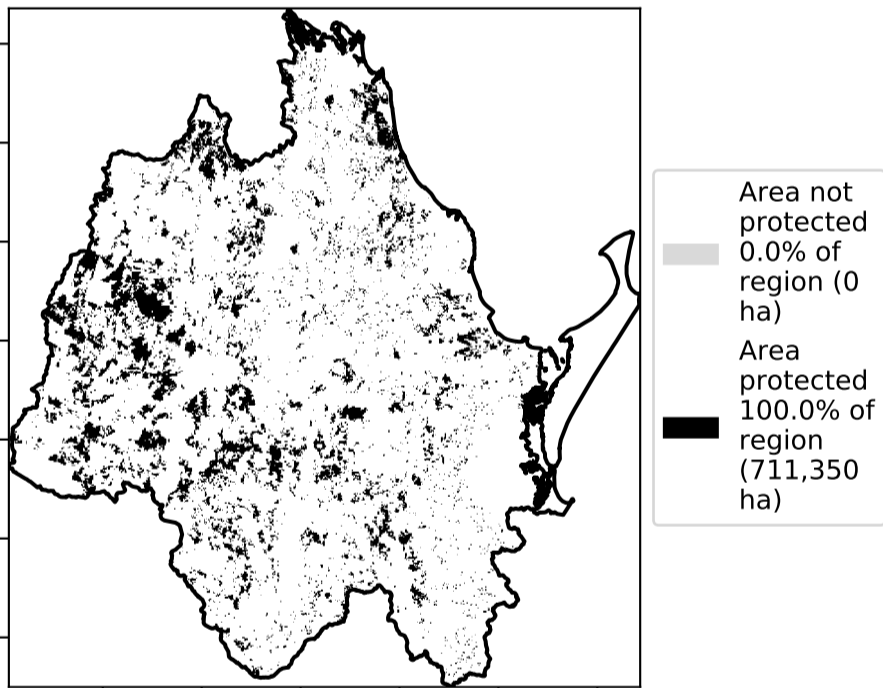 Area not
protected
0.0% of
region (0
ha)
Area
protected
100.0% of
region
(711,350
ha)